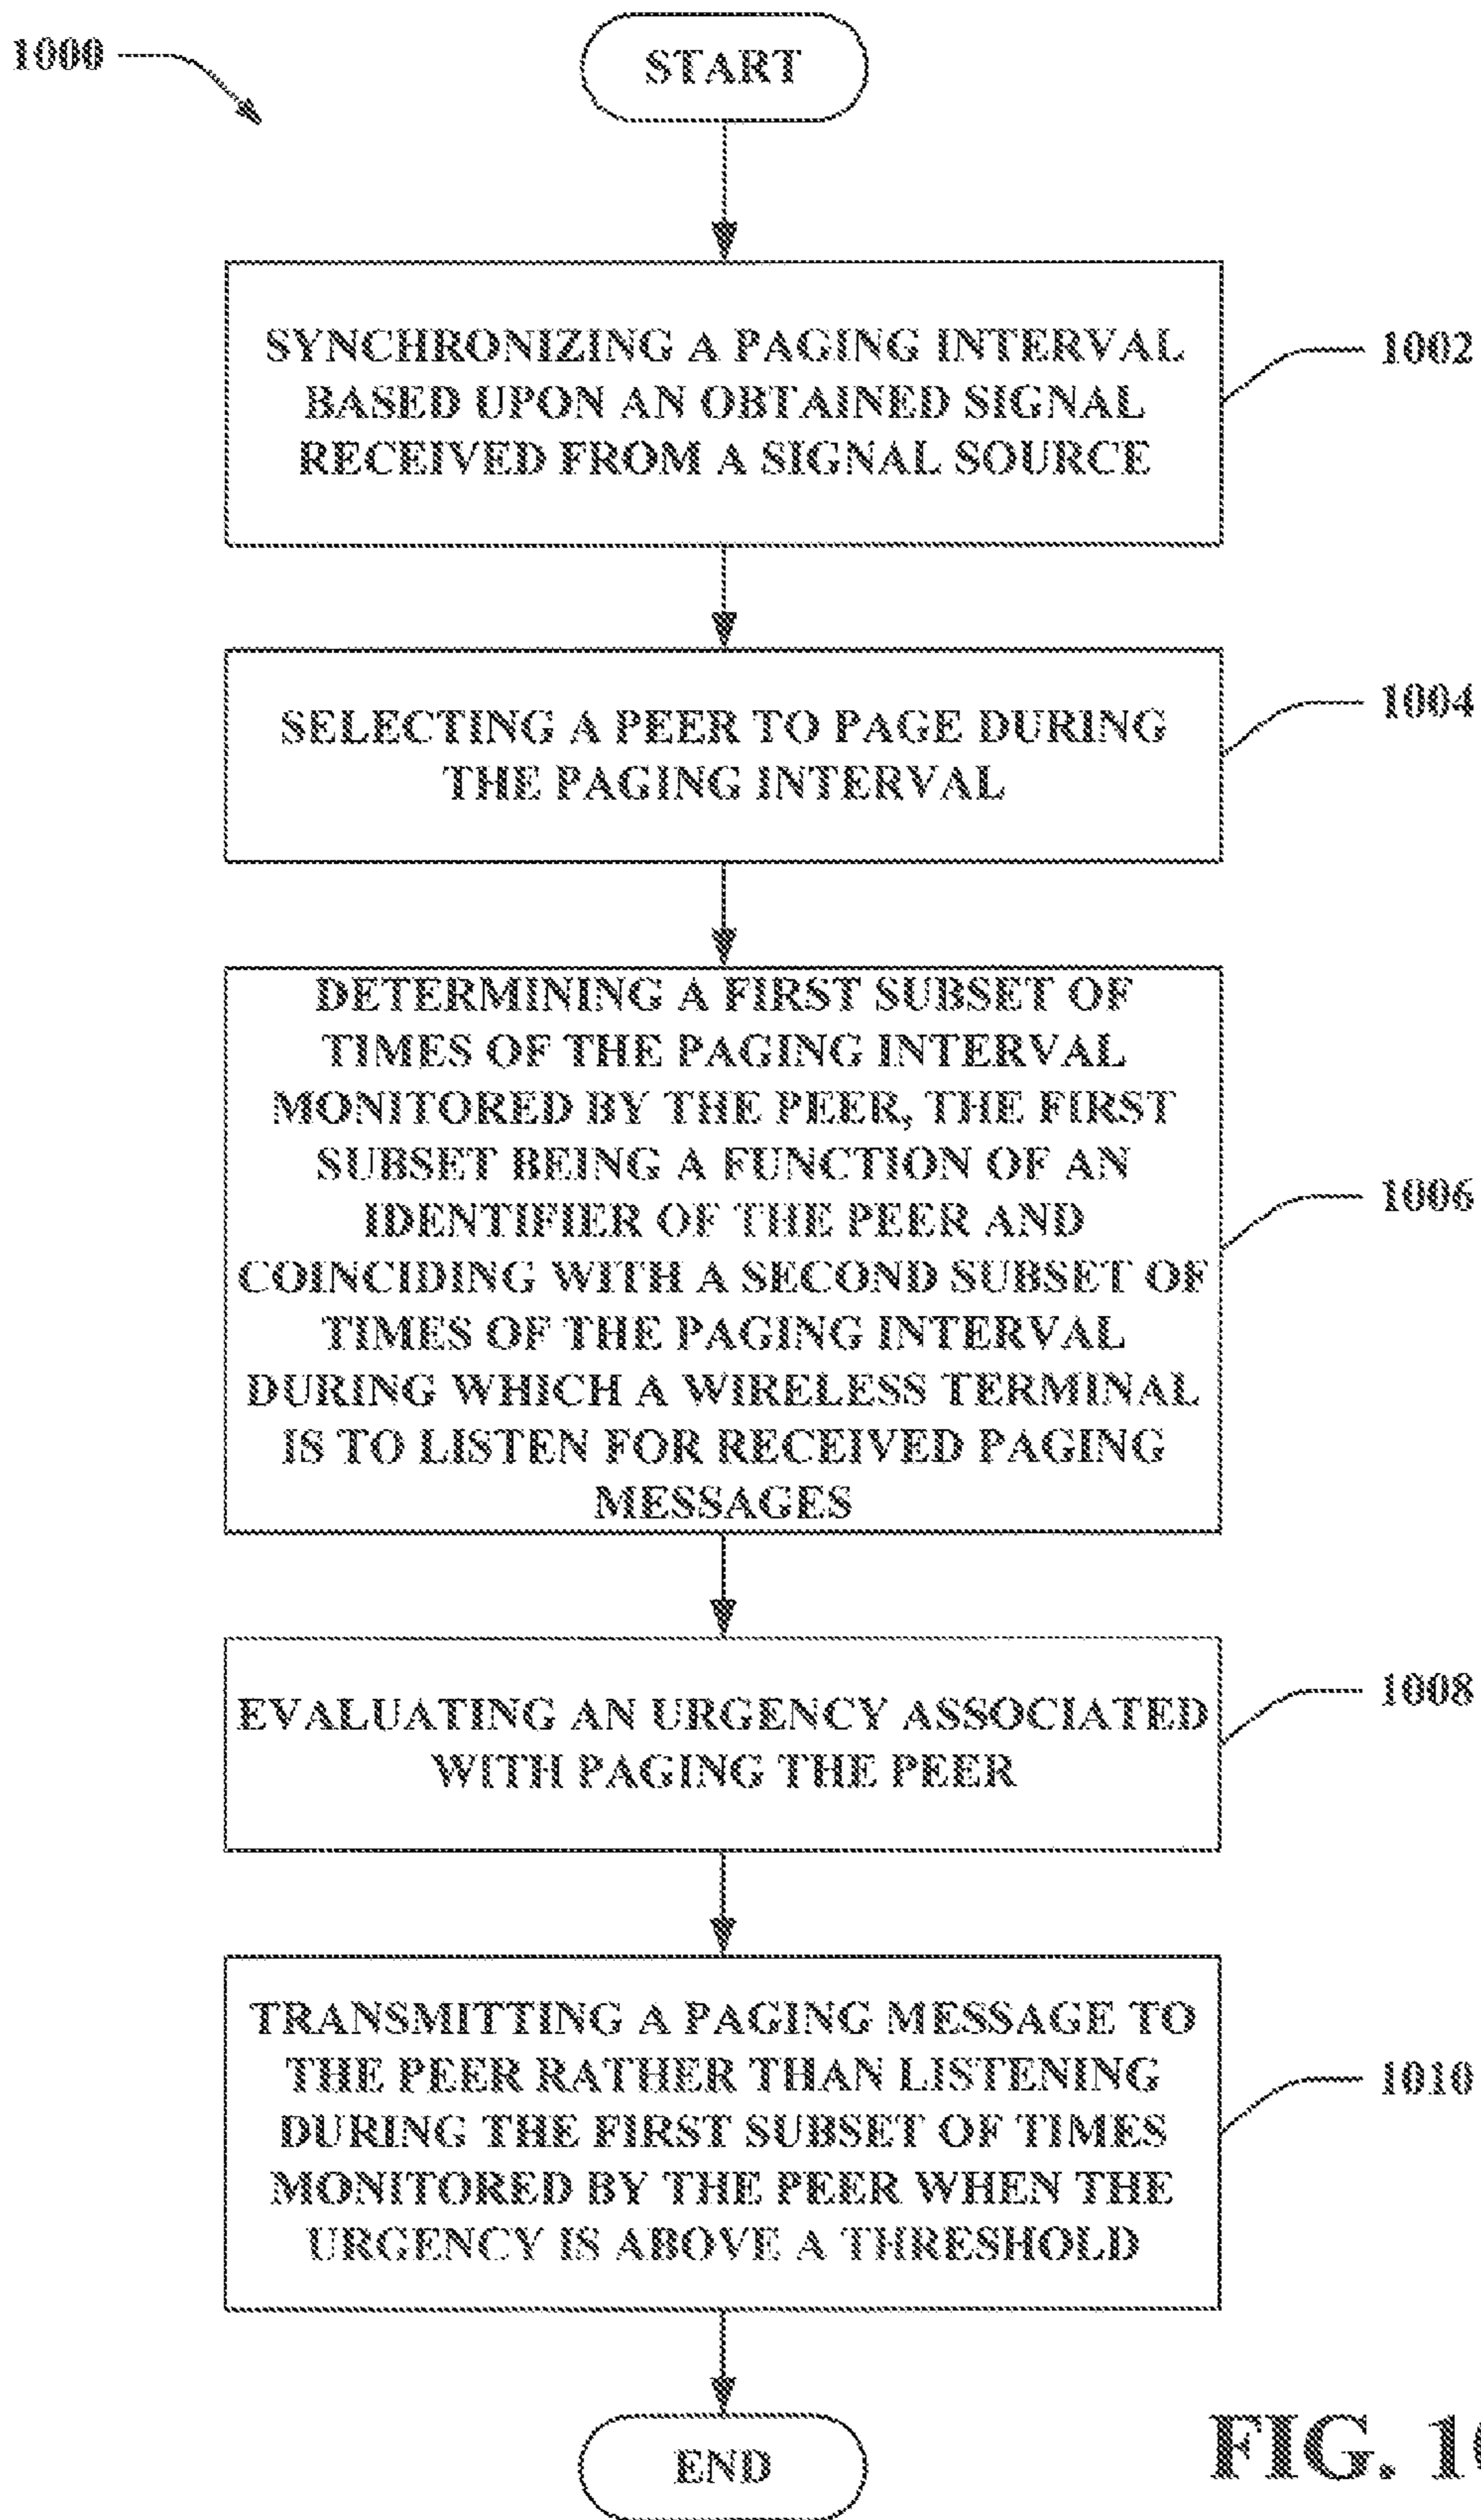 1000
START
SYNCHRONIZING A PAGING INTERVAL
BASED UPON AN OBTAINED SIGNAL
RECEIVED FROM A SIGNAL SOURCE
1002
SELECTING A PEER TO PAGE DURING
THE PAGING INTERVAL
1004
DETERMINING A FIRST SUBSET OF
TIMES OF THE PAGING INTERVAL
MONITORED BY THE PEER, THE FIRST
SUBSET BEING A FUNCTION OF AN
IDENTIFIER OF THE PEER AND
COINCIDING WITH A SECOND SUBSET OF
TIMES OF THE PAGING INTERVAL
DURING WHICH A WIRELESS TERMINAL
IS TO LISTEN FOR RECEIVED PAGING
MESSAGES
1006
EVALUATING AN URGENCY ASSOCIATED
WITH PAGING THE PEER
1008
TRANSMITTING A PAGING MESSAGE TO
THE PEER RATHER THAN LISTENING
DURING THE FIRST SUBSET OF TIMES
MONITORED BY THE PEER WHEN THE
URGENCY IS ABOVE A THRESHOLD
1010
END
FIG.